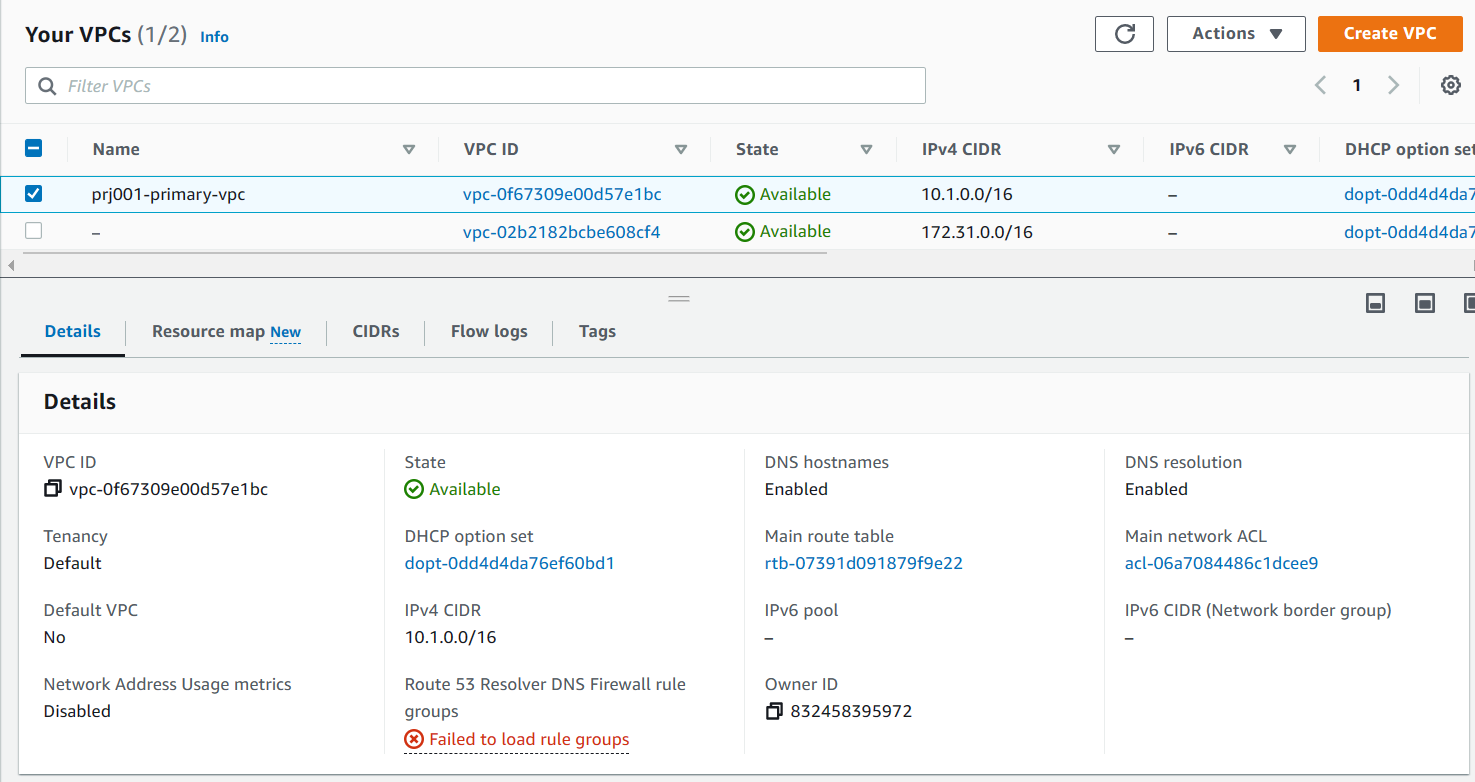 Your VPCs (1/2) Info
Actions
Create VPC
Filter VPCs
1
Name VPC ID State IPv4 CIDR IPv6 CIDR DHCP option set
prj001-primary-vpc vpc-0f67309e00d57e1bc Available 10.1.0.0/16 – dopt-0dd4d4da7
– vpc-02b2182bcbe608cf4 Available 172.31.0.0/16 – dopt-0dd4d4da7
Details Resource map New CIDRs Flow logs Tags
Details
VPC ID State DNS hostnames DNS resolution
vpc-0f67309e00d57e1bc Available Enabled Enabled
Tenancy DHCP option set Main route table Main network ACL
Default dopt-0dd4d4da76ef60bd1 rtb-07391d091879f9e22 acl-06a7084486c1dcee9
Default VPC IPv4 CIDR IPv6 pool IPv6 CIDR (Network border group)
No 10.1.0.0/16 – –
Network Address Usage metrics Route 53 Resolver DNS Firewall rule Owner ID
Disabled groups 832458395972
Failed to load rule groups